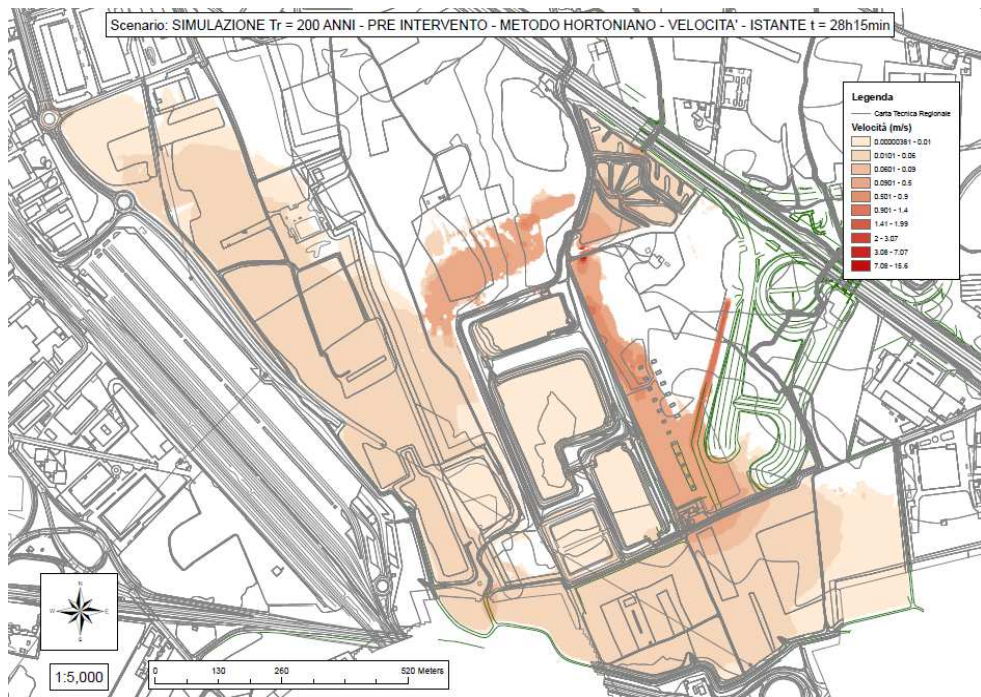 Scenario: SIMULAZIONE Tr = 200 ANNI - PRE INTERVENTO - METODO HORTONIANO - VELOCITA' - ISTANTE t = 28h15min
Legenda
Carta Tecnica Regionale
Velocità (m/s)
0.00000381 - 0.01
0.0101 - 0.06
0.0601 - 0.09
0.0901 - 0.5
0.501 - 0.9
0.901 - 1.4
1.41 - 1.99
2 - 3.07
3.08 - 7.07
7.08 - 15.6
N
W
E
S
1:5,000
0 130 260 520 Meters